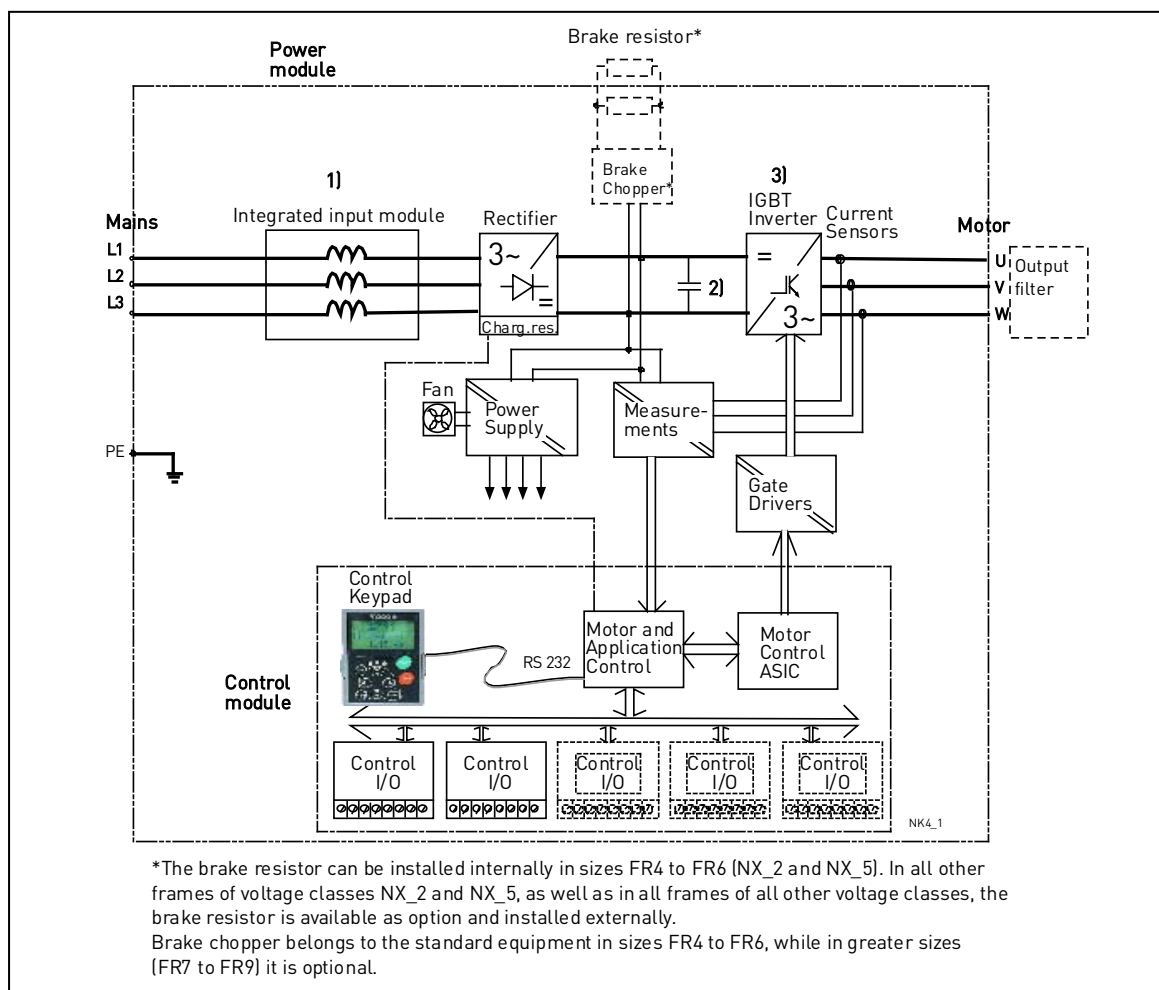 Brake resistor*
Power
module
Brake
Chopper*
1)
3)
IGBT
Inverter
Current
Sensors
Mains
Integrated input module
Rectifier
Motor
L1
L2
L3
3~
=
Charg.res
2)
=
3~
U
V
W
Output
filter
Fan
Power
Supply
Measure-
ments
PE
Gate
Drivers
Control
Keypad
RS 232
Motor and
Application
Control
Motor
Control
ASIC
Control
module
Control
I/O
Control
I/O
Control
I/O
Control
I/O
Control
I/O
NK4_1
*The brake resistor can be installed internally in sizes FR4 to FR6 (NX_2 and NX_5). In all other
frames of voltage classes NX_2 and NX_5, as well as in all frames of all other voltage classes, the
brake resistor is available as option and installed externally.
Brake chopper belongs to the standard equipment in sizes FR4 to FR6, while in greater sizes
(FR7 to FR9) it is optional.